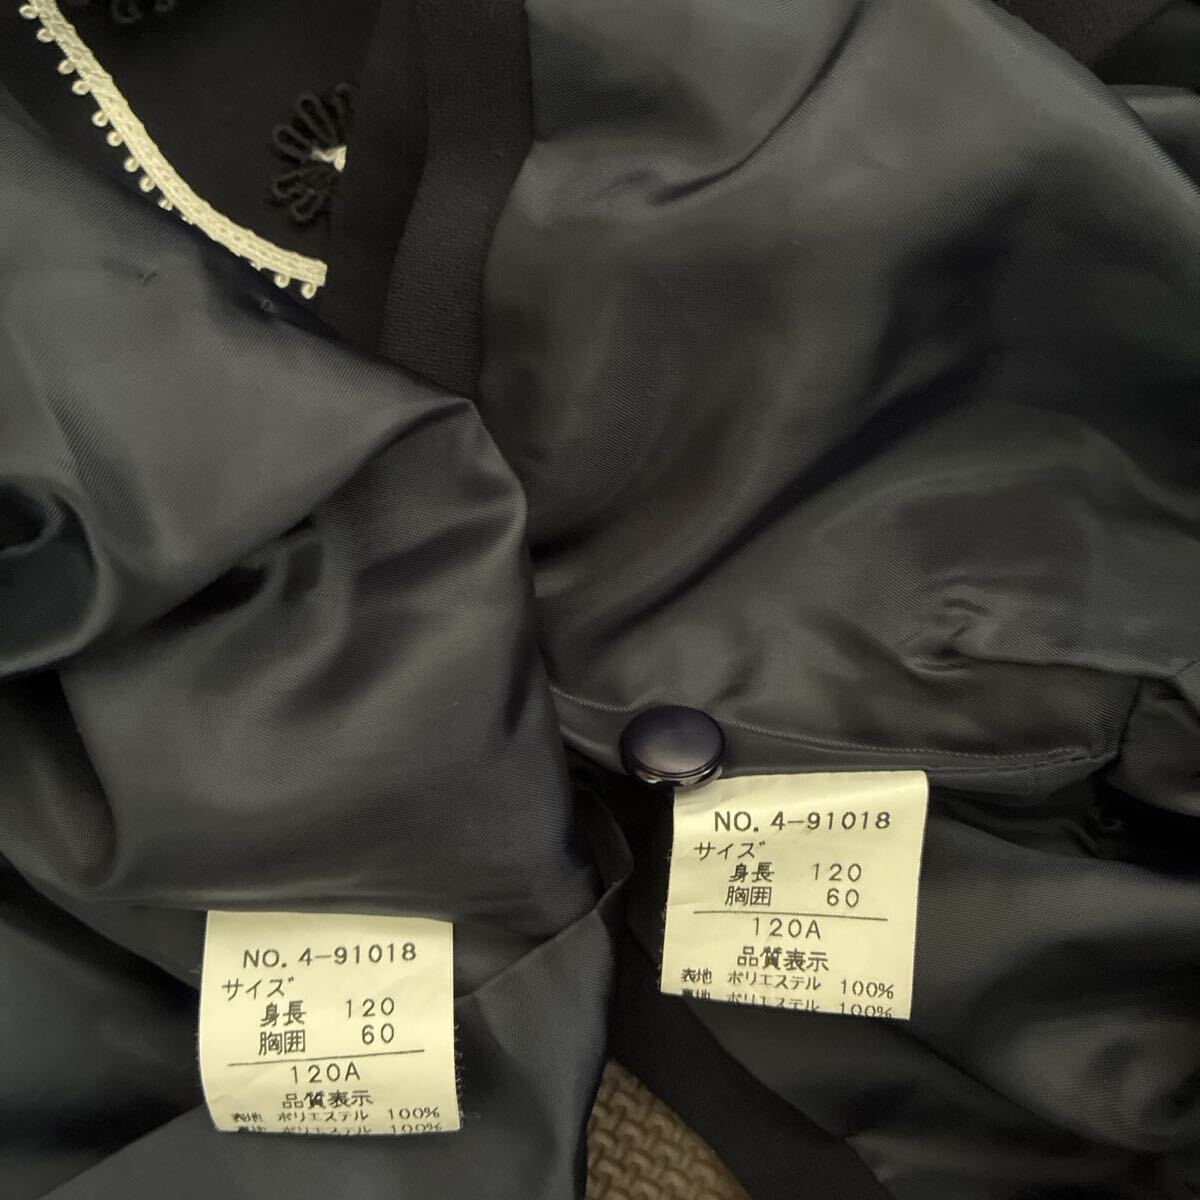 NO. 4-91018
サイズ
身長 120
胸囲 60
120A
品質表示
表地 ポリエステル 100%
裏地 ポリエステル 100%
NO. 4-91018
サイズ
身長 120
胸囲 60
120A
品質表示
表地 ポリエステル 100%
裏地 ポリエステル 100%